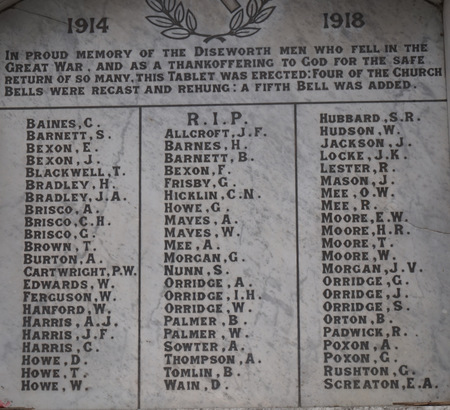 1914 1918
IN PROUD MEMORY OF THE DISEWORTH MEN WHO FELL IN THE
GREAT WAR, AND AS A THANKOFFERING TO GOD FOR THE SAFE
RETURN OF SO MANY, THIS TABLET WAS ERECTED: FOUR OF THE CHURCH
BELLS WERE RECAST AND REHUNG: A FIFTH BELL WAS ADDED.
BAINES, C.
BARNETT, S.
BEXON, E.
BEXON, J.
BLACKWELL, T.
BRADLEY, H.
BRADLEY, J.A.
BRISCO, A.
BRISCO, C.H.
BRISCO, G.
BROWN, T.
BURTON, A.
CARTWRIGHT, P.W.
EDWARDS, W.
FERGUSON, W.
HANFORD, W.
HARRIS, A.J.
HARRIS, J.F.
HARRIS, C.
HOWE, D.
HOWE, T.
HOWE, W.
R.I.P.
ALLCROFT, J.F.
BARNES, H.
BARNETT, B.
BEXON, F.
FRISBY, G.
HICKLIN, C.N.
HOWE, G.
MAYES, A.
MAYES, W.
MEE, A.
MORGAN, G.
NUNN, S.
ORRIDGE, A.
ORRIDGE, I.H.
ORRIDGE, W.
PALMER, B.
PALMER, W.
SOWTER, A.
THOMPSON, A.
TOMLIN, B.
WAIN, D.
HUBBARD, S.R.
HUDSON, W.
JACKSON, J.
LOCKE, J.K.
LESTER, R.
MASON, J.
MEE, O.W.
MEE, R.
MOORE, E.W.
MOORE, H.R.
MOORE, T.
MOORE, W.
MORGAN, J.V.
ORRIDGE, G.
ORRIDGE, J.
ORRIDGE, S.
ORTON, B.
PADWICK, R.
POXON, A.
POXON, G.
RUSHTON, G.
SCREATON, E.A.